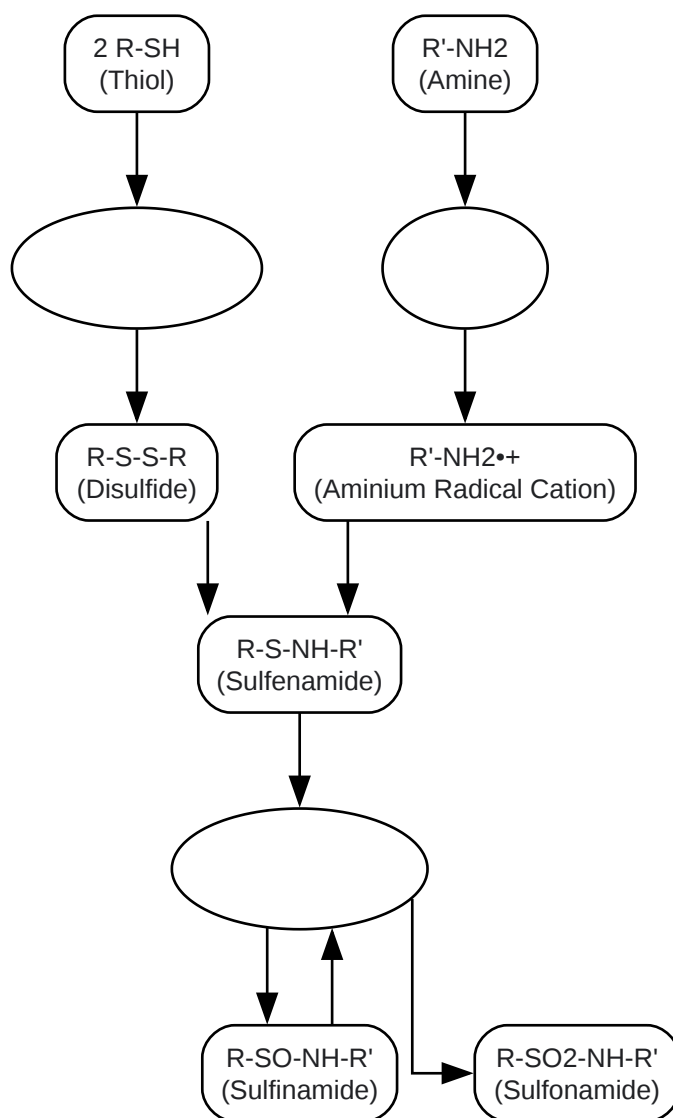 2 R-SH
(Thiol)
R'-NH2
(Amine)
R-S-S-R
(Disulfide)
R'-NH2•+
(Aminium Radical Cation)
R-S-NH-R'
(Sulfenamide)
R-SO-NH-R'
(Sulfinamide)
R-SO2-NH-R'
(Sulfonamide)